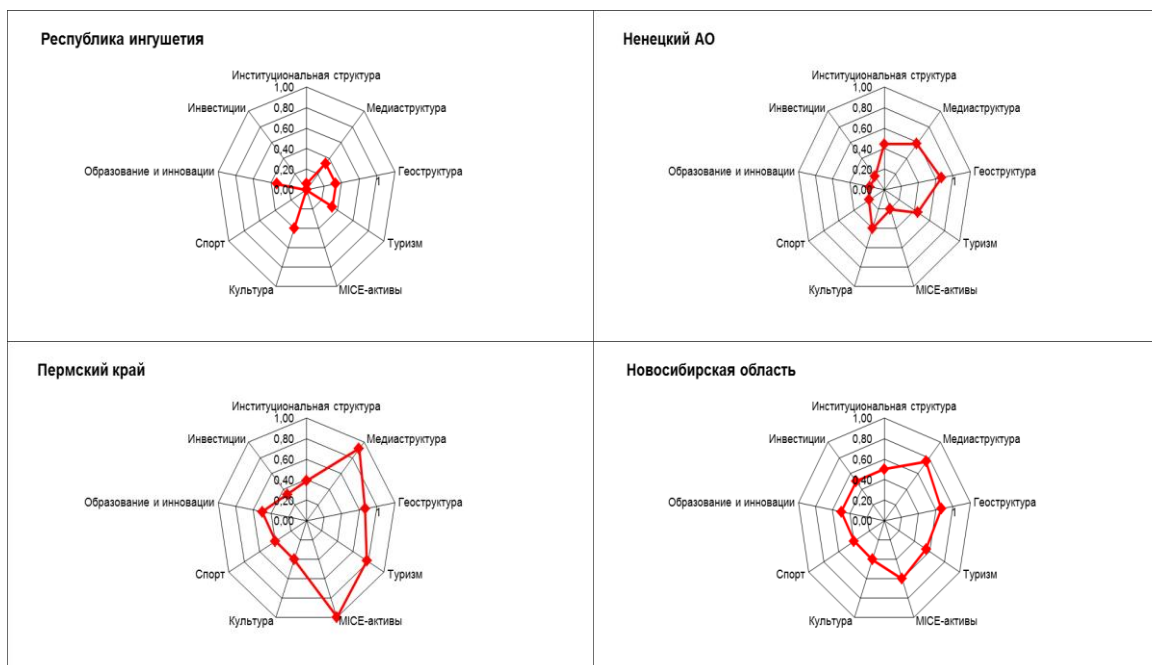 Республика ингушетия
Институциональная структура
1,00
Инвестиции
Медиаструктура
0,80
0,60
0,40
Образование и инновации
0,20
1
Геоструктура
0,00
Спорт
Туризм
Культура
MICE-активы
Ненецкий АО
Институциональная структура
1,00
Инвестиции
Медиаструктура
0,80
0,60
0,40
Образование и инновации
0,20
1
Геоструктура
0,00
Спорт
Туризм
Культура
MICE-активы
Пермский край
Институциональная структура
1,00
Инвестиции
Медиаструктура
0,80
0,60
0,40
Образование и инновации
0,20
1
Геоструктура
0,00
Спорт
Туризм
Культура
MICE-активы
Новосибирская область
Институциональная структура
1,00
Инвестиции
Медиаструктура
0,80
0,60
0,40
Образование и инновации
0,20
1
Геоструктура
0,00
Спорт
Туризм
Культура
MICE-активы